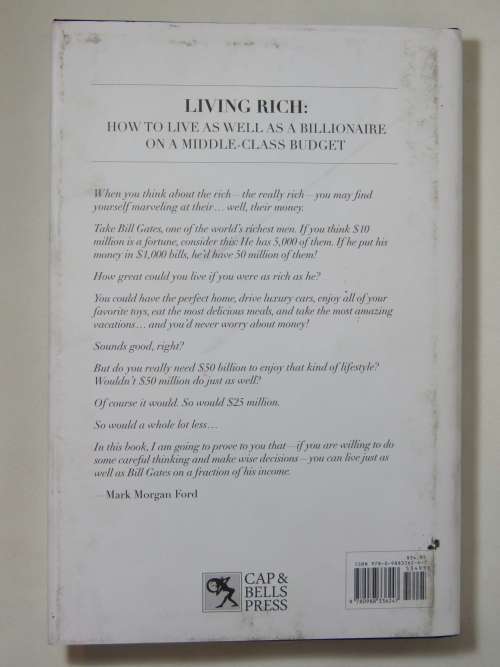 LIVING RICH:
HOW TO LIVE AS WELL AS A BILLIONAIRE
ON A MIDDLE-CLASS BUDGET
When you think about the rich—the really rich—you may find
yourself marveling at their… well, their money.
Take Bill Gates, one of the world's richest men. If you think $10
million is a fortune, consider this: He has 5,000 of them. If he put his
money in $1,000 bills, he'd have 50 million of them!
How great could you live if you were as rich as he?
You could have the perfect home, drive luxury cars, enjoy all of your
favorite toys, eat the most delicious meals, and take the most amazing
vacations… and you'd never worry about money!
Sounds good, right?
But do you really need $50 billion to enjoy that kind of lifestyle?
Wouldn't $50 million do just as well?
Of course it would. So would $25 million.
So would a whole lot less…
In this book, I am going to prove to you that—if you are willing to do
some careful thinking and make wise decisions—you can live just as
well as Bill Gates on a fraction of his income.
—Mark Morgan Ford
CAP &
BELLS
PRESS
ISBN